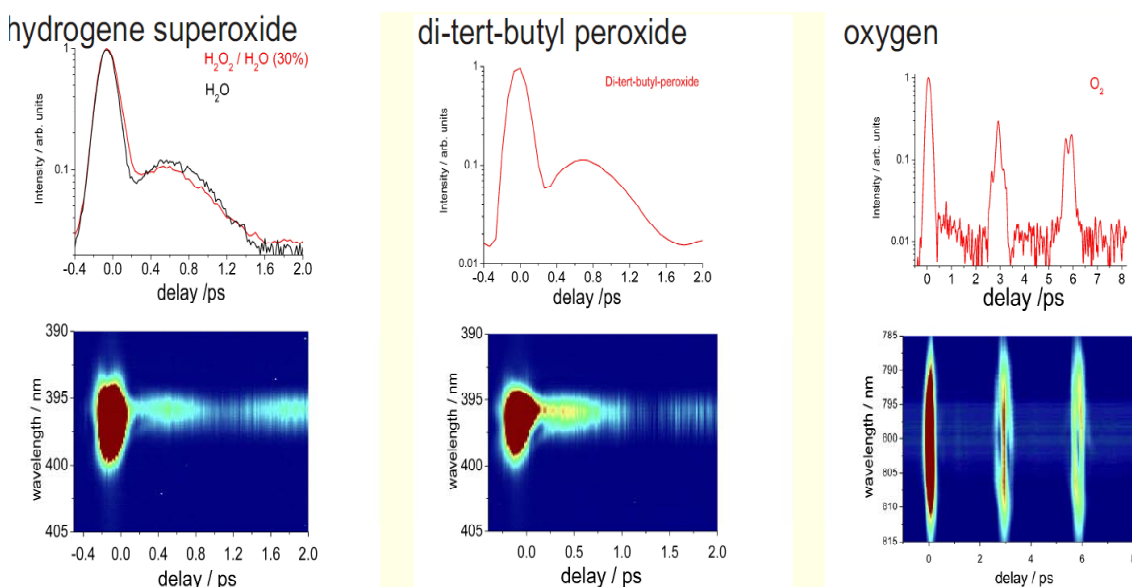 hydrogene superoxide
H2O2 / H2O (30%)
H2O
1
0.1
Intensity / arb. units
-0.4 0.0 0.4 0.8 1.2 1.6 2.0
delay /ps
390
395
400
405
wavelength / nm
-0.4 0.0 0.4 0.8 1.2 1.6 2.0
delay / ps
di-tert-butyl peroxide
Di-tert-butyl-peroxide
1
0.1
0.01
Intensity / arb. units
-0.4 0.0 0.4 0.8 1.2 1.6 2.0
delay /ps
390
395
400
405
wavelength / nm
0.0 0.5 1.0 1.5 2.0
delay / ps
oxygen
O2
1
0.1
0.01
Intensity / arb. units
0 1 2 3 4 5 6 7 8
delay /ps
785
790
795
800
805
810
815
wavelength / nm
0 2 4 6
delay / ps